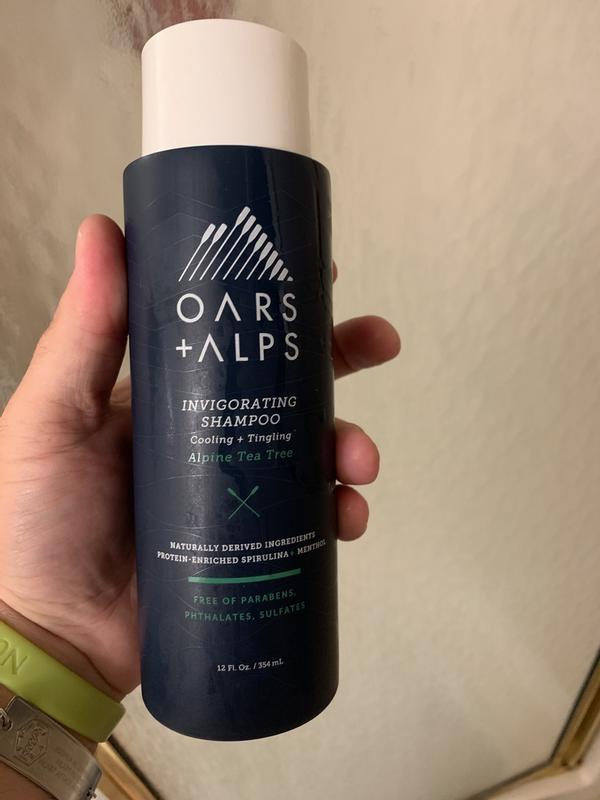 OARS
+ALPS
INVIGORATING
SHAMPOO
Cooling + Tingling
Alpine Tea Tree
NATURALLY DERIVED INGREDIENTS
PROTEIN-ENRICHED SPIRULINA + MENTHOL
FREE OF PARABENS,
PHTHALATES, SULFATES
12 Fl. Oz. / 354 mL